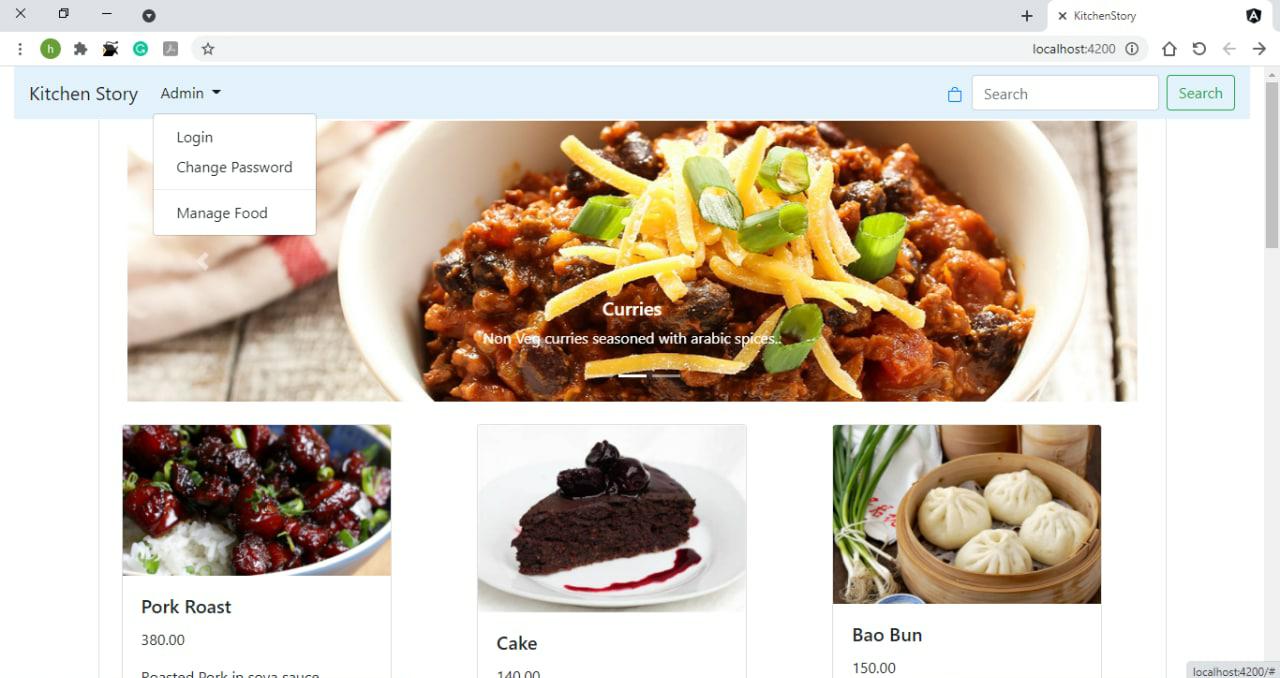 KitchenStory
h
localhost:4200
Kitchen Story
Admin
Search
Search
Login
Change Password
Manage Food
Curries
Non Veg curries seasoned with arabic spices..
Pork Roast
380.00
Roasted Pork in soya sauce
Cake
140.00
Bao Bun
150.00
localhost:4200/#